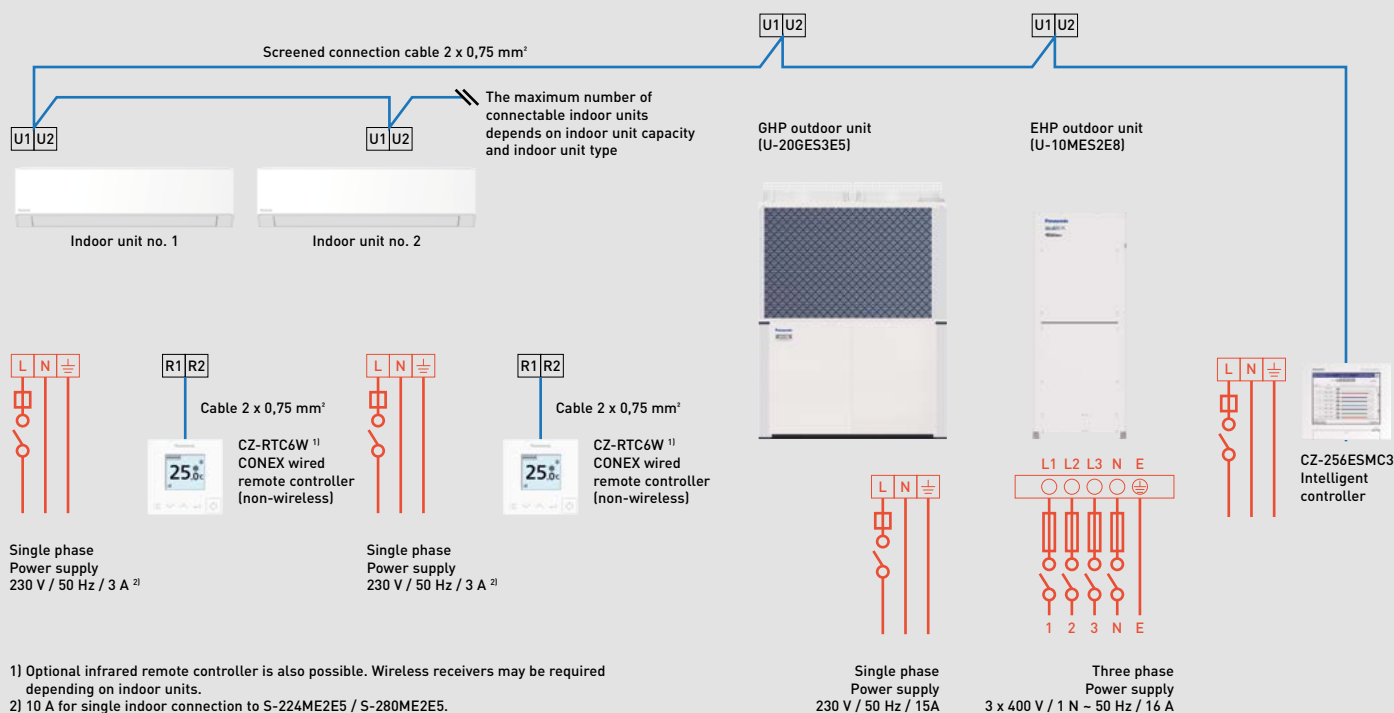 U1 U2
U1 U2
Screened connection cable 2 x 0,75 mm²
The maximum number of
connectable indoor units
depends on indoor unit capacity
and indoor unit type
U1 U2
U1 U2
GHP outdoor unit
(U-20GES3E5)
EHP outdoor unit
(U-10MES2E8)
Indoor unit no. 1
Indoor unit no. 2
Panasonic
Panasonic
L N
R1 R2
L N
R1 R2
L N
Cable 2 x 0,75 mm²
Cable 2 x 0,75 mm²
Panasonic
25.0c
CZ-RTC6W 1)
CONEX wired
remote controller
(non-wireless)
Panasonic
25.0c
CZ-RTC6W 1)
CONEX wired
remote controller
(non-wireless)
CZ-256ESMC3
Intelligent
controller
L N
L1 L2 L3 N E
1 2 3 N E
Single phase
Power supply
230 V / 50 Hz / 3 A 2)
Single phase
Power supply
230 V / 50 Hz / 3 A 2)
1) Optional infrared remote controller is also possible. Wireless receivers may be required
depending on indoor units.
2) 10 A for single indoor connection to S-224ME2E5 / S-280ME2E5.
Single phase
Power supply
230 V / 50 Hz / 15A
Three phase
Power supply
3 x 400 V / 1 N ~ 50 Hz / 16 A